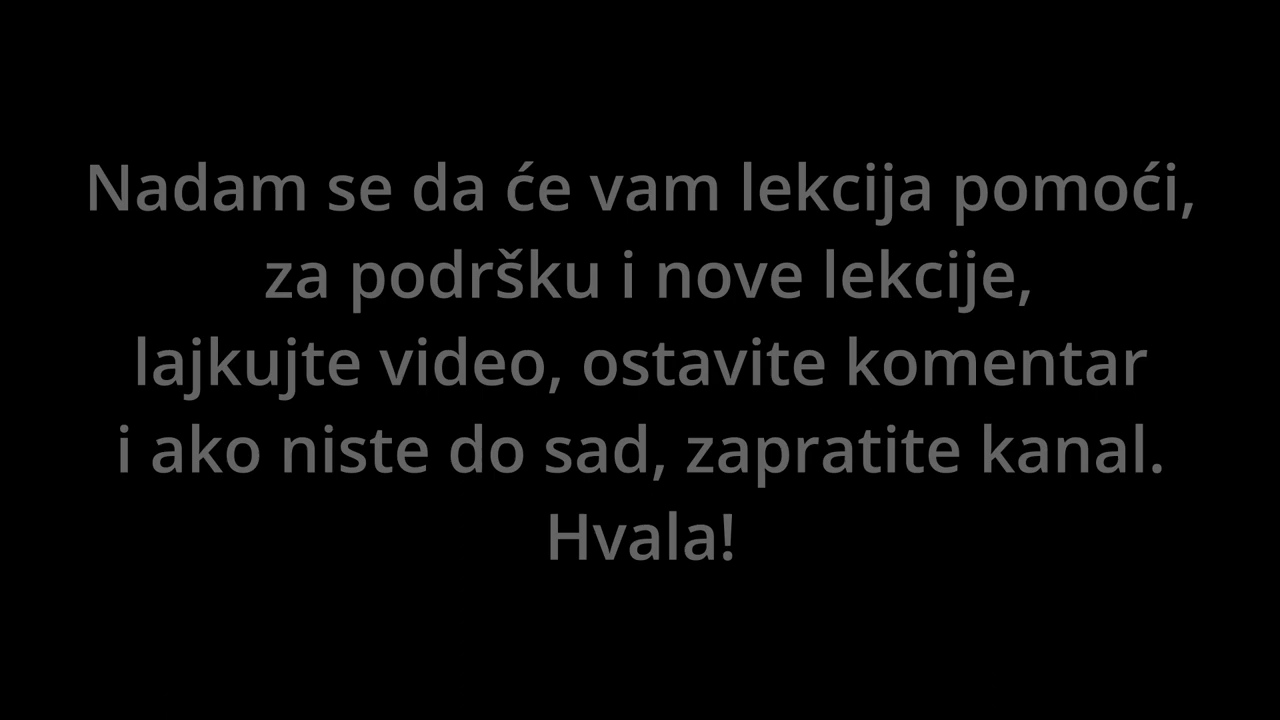 Nadam se da će vam lekcija pomoći,
za podršku i nove lekcije,
lajkujte video, ostavite komentar
i ako niste do sad, zapratite kanal.
Hvala!